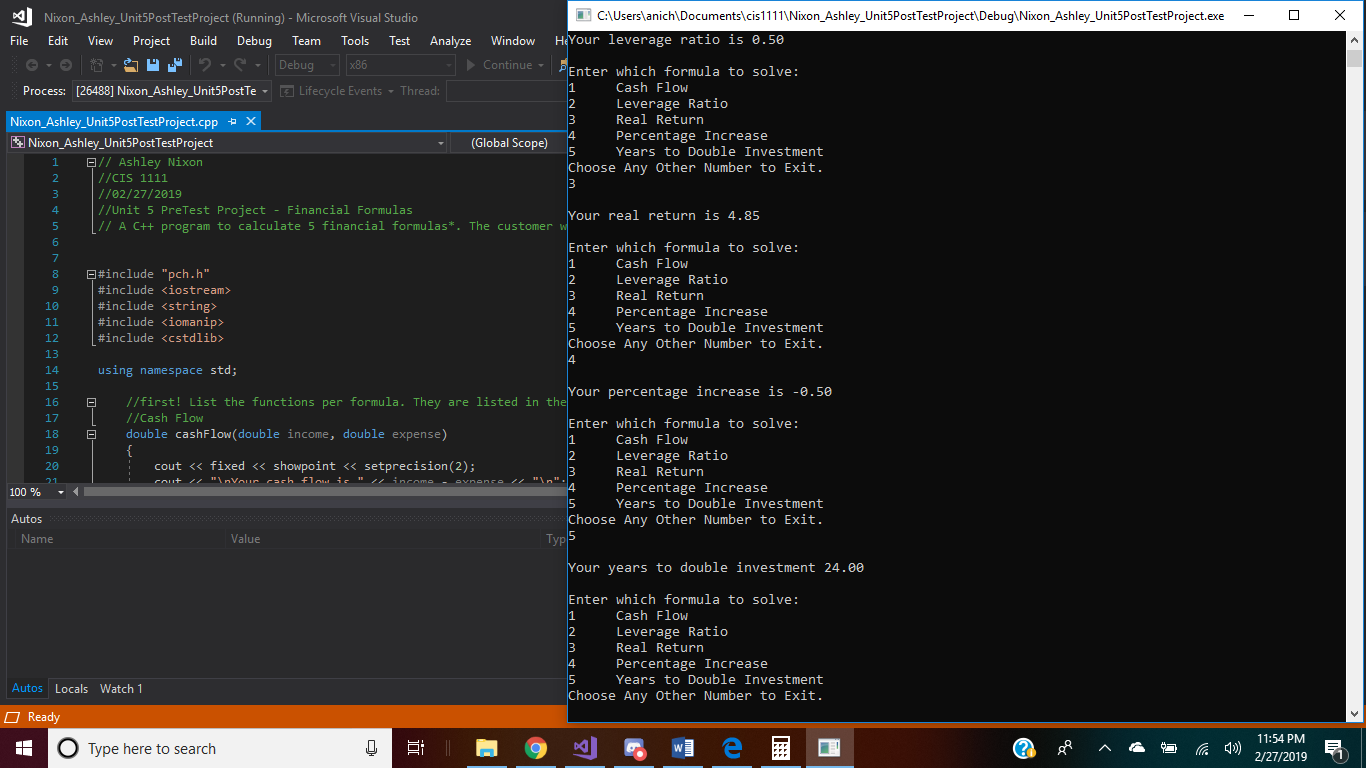 Nixon_Ashley_Unit5PostTestProject (Running) - Microsoft Visual Studio
File Edit View Project Build Debug Team Tools Test Analyze Window
Debug x86 Continue
Process: [26488] Nixon_Ashley_Unit5PostTe Lifecycle Events Thread:
Nixon_Ashley_Unit5PostTestProject.cpp
Nixon_Ashley_Unit5PostTestProject (Global Scope)
1 // Ashley Nixon
2 //CIS 1111
3 //02/27/2019
4 //Unit 5 PreTest Project - Financial Formulas
5 // A C++ program to calculate 5 financial formulas*. The customer w
6
7
8 #include "pch.h"
9 #include <iostream>
10 #include <string>
11 #include <iomanip>
12 #include <cstdlib>
13
14 using namespace std;
15
16 //first! List the functions per formula. They are listed in the
17 //Cash Flow
18 double cashFlow(double income, double expense)
19 {
20 cout << fixed << showpoint << setprecision(2);
21 cout << "\nYour cash flow is " << income - expense << "\n";
100 %
Autos
Name Value Typ
Autos Locals Watch 1
Ready
C:\Users\anich\Documents\cis1111\Nixon_Ashley_Unit5PostTestProject\Debug\Nixon_Ashley_Unit5PostTestProject.exe
Your leverage ratio is 0.50
Enter which formula to solve:
1 Cash Flow
2 Leverage Ratio
3 Real Return
4 Percentage Increase
5 Years to Double Investment
Choose Any Other Number to Exit.
3
Your real return is 4.85
Enter which formula to solve:
1 Cash Flow
2 Leverage Ratio
3 Real Return
4 Percentage Increase
5 Years to Double Investment
Choose Any Other Number to Exit.
4
Your percentage increase is -0.50
Enter which formula to solve:
1 Cash Flow
2 Leverage Ratio
3 Real Return
4 Percentage Increase
5 Years to Double Investment
Choose Any Other Number to Exit.
5
Your years to double investment 24.00
Enter which formula to solve:
1 Cash Flow
2 Leverage Ratio
3 Real Return
4 Percentage Increase
5 Years to Double Investment
Choose Any Other Number to Exit.
Type here to search
11:54 PM
2/27/2019
1